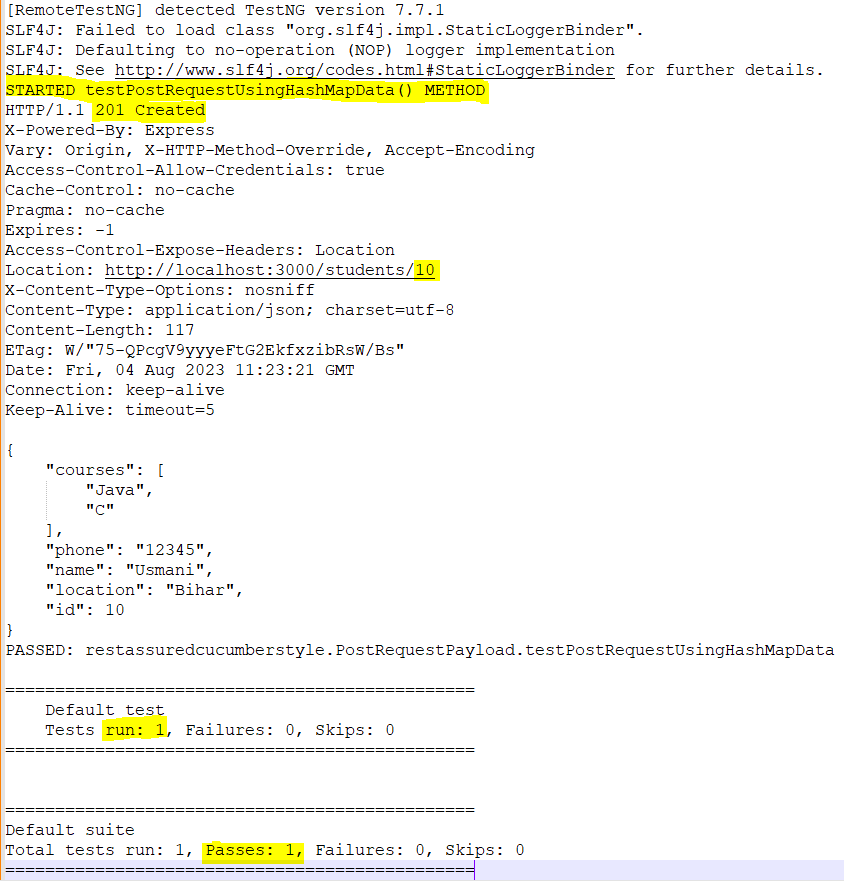 [RemoteTestNG] detected TestNG version 7.7.1
SLF4J: Failed to load class "org.slf4j.impl.StaticLoggerBinder".
SLF4J: Defaulting to no-operation (NOP) logger implementation
SLF4J: See http://www.slf4j.org/codes.html#StaticLoggerBinder for further details.
STARTED testPostRequestUsingHashMapData() METHOD
HTTP/1.1 201 Created
X-Powered-By: Express
Vary: Origin, X-HTTP-Method-Override, Accept-Encoding
Access-Control-Allow-Credentials: true
Cache-Control: no-cache
Pragma: no-cache
Expires: -1
Access-Control-Expose-Headers: Location
Location: http://localhost:3000/students/10
X-Content-Type-Options: nosniff
Content-Type: application/json; charset=utf-8
Content-Length: 117
ETag: W/"75-QPcgV9yyyeFtG2EkfxzibRsW/Bs"
Date: Fri, 04 Aug 2023 11:23:21 GMT
Connection: keep-alive
Keep-Alive: timeout=5

{
    "courses": [
        "Java",
        "C"
    ],
    "phone": "12345",
    "name": "Usmani",
    "location": "Bihar",
    "id": 10
}
PASSED: restassuredcucumberstyle.PostRequestPayload.testPostRequestUsingHashMapData

===============================================
    Default test
    Tests run: 1, Failures: 0, Skips: 0
===============================================


===============================================
Default suite
Total tests run: 1, Passes: 1, Failures: 0, Skips: 0
===============================================